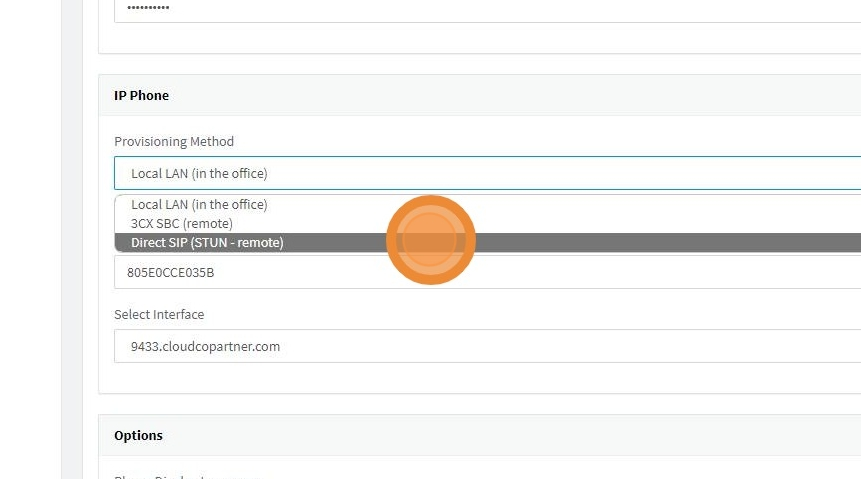 ••••••••••
IP Phone
Provisioning Method
Local LAN (in the office)
Local LAN (in the office)
3CX SBC (remote)
Direct SIP (STUN - remote)
805E0CCE035B
Select Interface
9433.cloudcopartner.com
Options